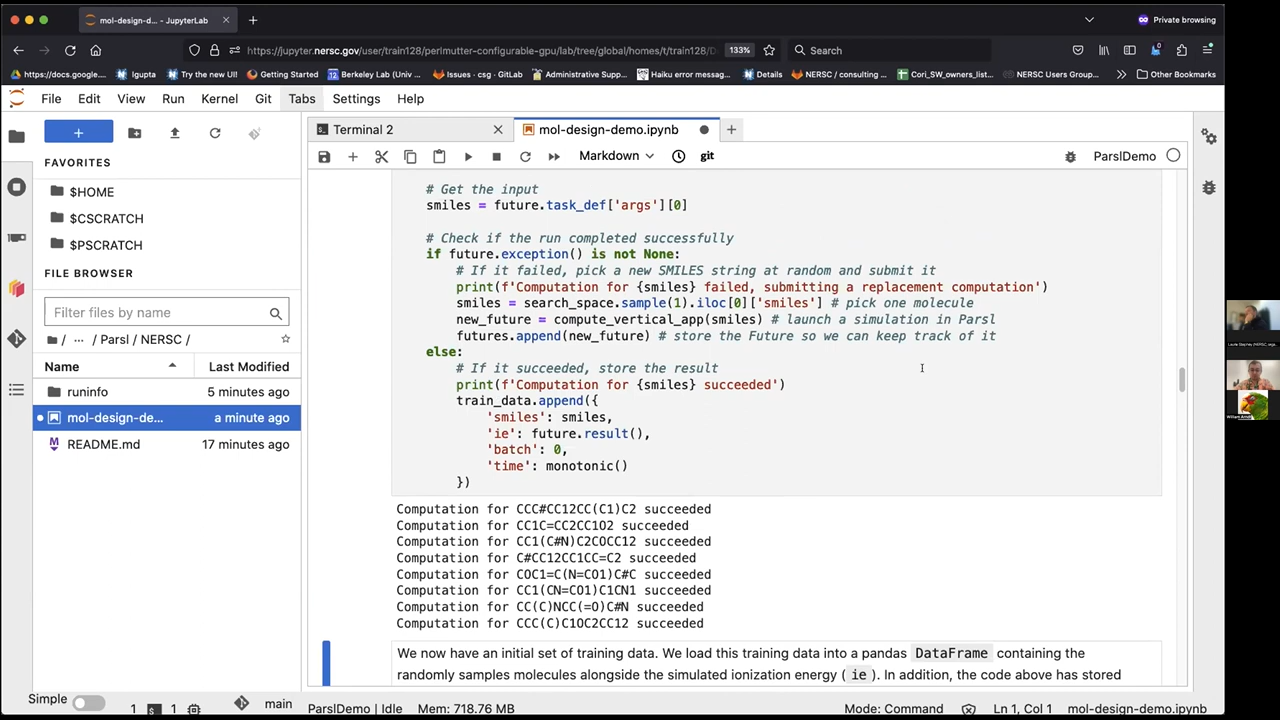 mol-design-d... - JupyterLab
Private browsing
https://jupyter.nersc.gov/user/train128/perlmutter-configurable-gpu/lab/tree/global/homes/t/train128/D
133%
Search
https://docs.google....
lgupta
Try the new UI!
Getting Started
Berkeley Lab (Univ ...
Issues · csg · GitLab
Administrative Supp...
Haiku error messag...
Details
NERSC / consulting ...
Cori_SW_owners_list...
NERSC Users Group...
Other Bookmarks
File Edit View Run Kernel Git Tabs Settings Help
Terminal 2
mol-design-demo.ipynb
Markdown
git
ParslDemo
FAVORITES
$HOME
$CSCRATCH
$PSCRATCH
FILE BROWSER
Filter files by name
/ ... / Parsl / NERSC /
Name Last Modified
runinfo 5 minutes ago
mol-design-de... a minute ago
README.md 17 minutes ago
# Get the input
smiles = future.task_def['args'][0]
# Check if the run completed successfully
if future.exception() is not None:
# If it failed, pick a new SMILES string at random and submit it
print(f'Computation for {smiles} failed, submitting a replacement computation')
smiles = search_space.sample(1).iloc[0]['smiles'] # pick one molecule
new_future = compute_vertical_app(smiles) # launch a simulation in Parsl
futures.append(new_future) # store the Future so we can keep track of it
else:
# If it succeeded, store the result
print(f'Computation for {smiles} succeeded')
train_data.append({
'smiles': smiles,
'ie': future.result(),
'batch': 0,
'time': monotonic()
})
Computation for CCC#CC12CC(C1)C2 succeeded
Computation for CC1C=CC2CC1O2 succeeded
Computation for CC1(C#N)C2COCC12 succeeded
Computation for C#CC12CC1CC=C2 succeeded
Computation for COC1=C(N=CO1)C#C succeeded
Computation for CC1(CN=CO1)C1CN1 succeeded
Computation for CC(C)NCC(=O)C#N succeeded
Computation for CCC(C)C1OC2CC12 succeeded
We now have an initial set of training data. We load this training data into a pandas DataFrame containing the
randomly samples molecules alongside the simulated ionization energy ( ie ). In addition, the code above has stored
Simple
1
1
main
ParslDemo | Idle
Mem: 718.76 MB
Mode: Command
Ln 1, Col 1
mol-design-demo.ipynb